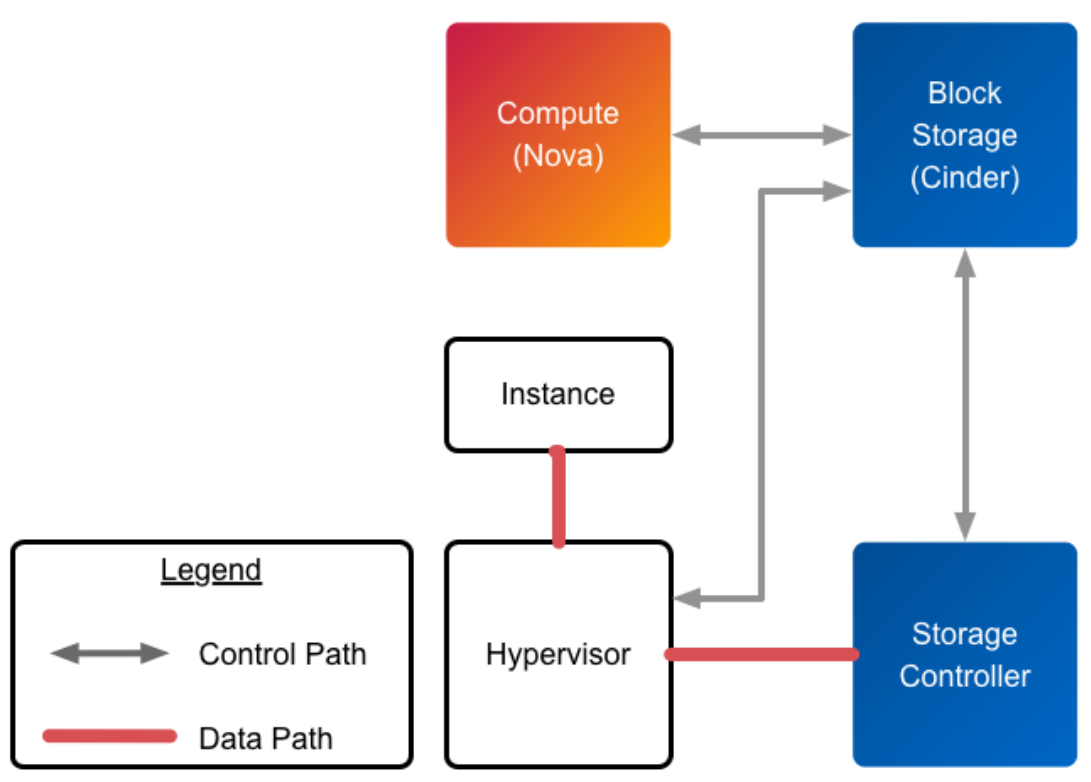 Compute
(Nova)
Block
Storage
(Cinder)
Instance
Legend
Control Path
Data Path
Hypervisor
Storage
Controller